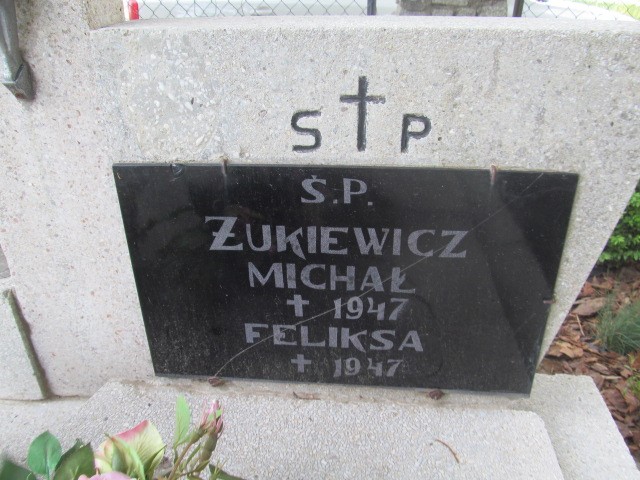 S † P
Ś.P.
ŻUKIEWICZ
MICHAŁ
† 1947
FELIKSA
† 1947